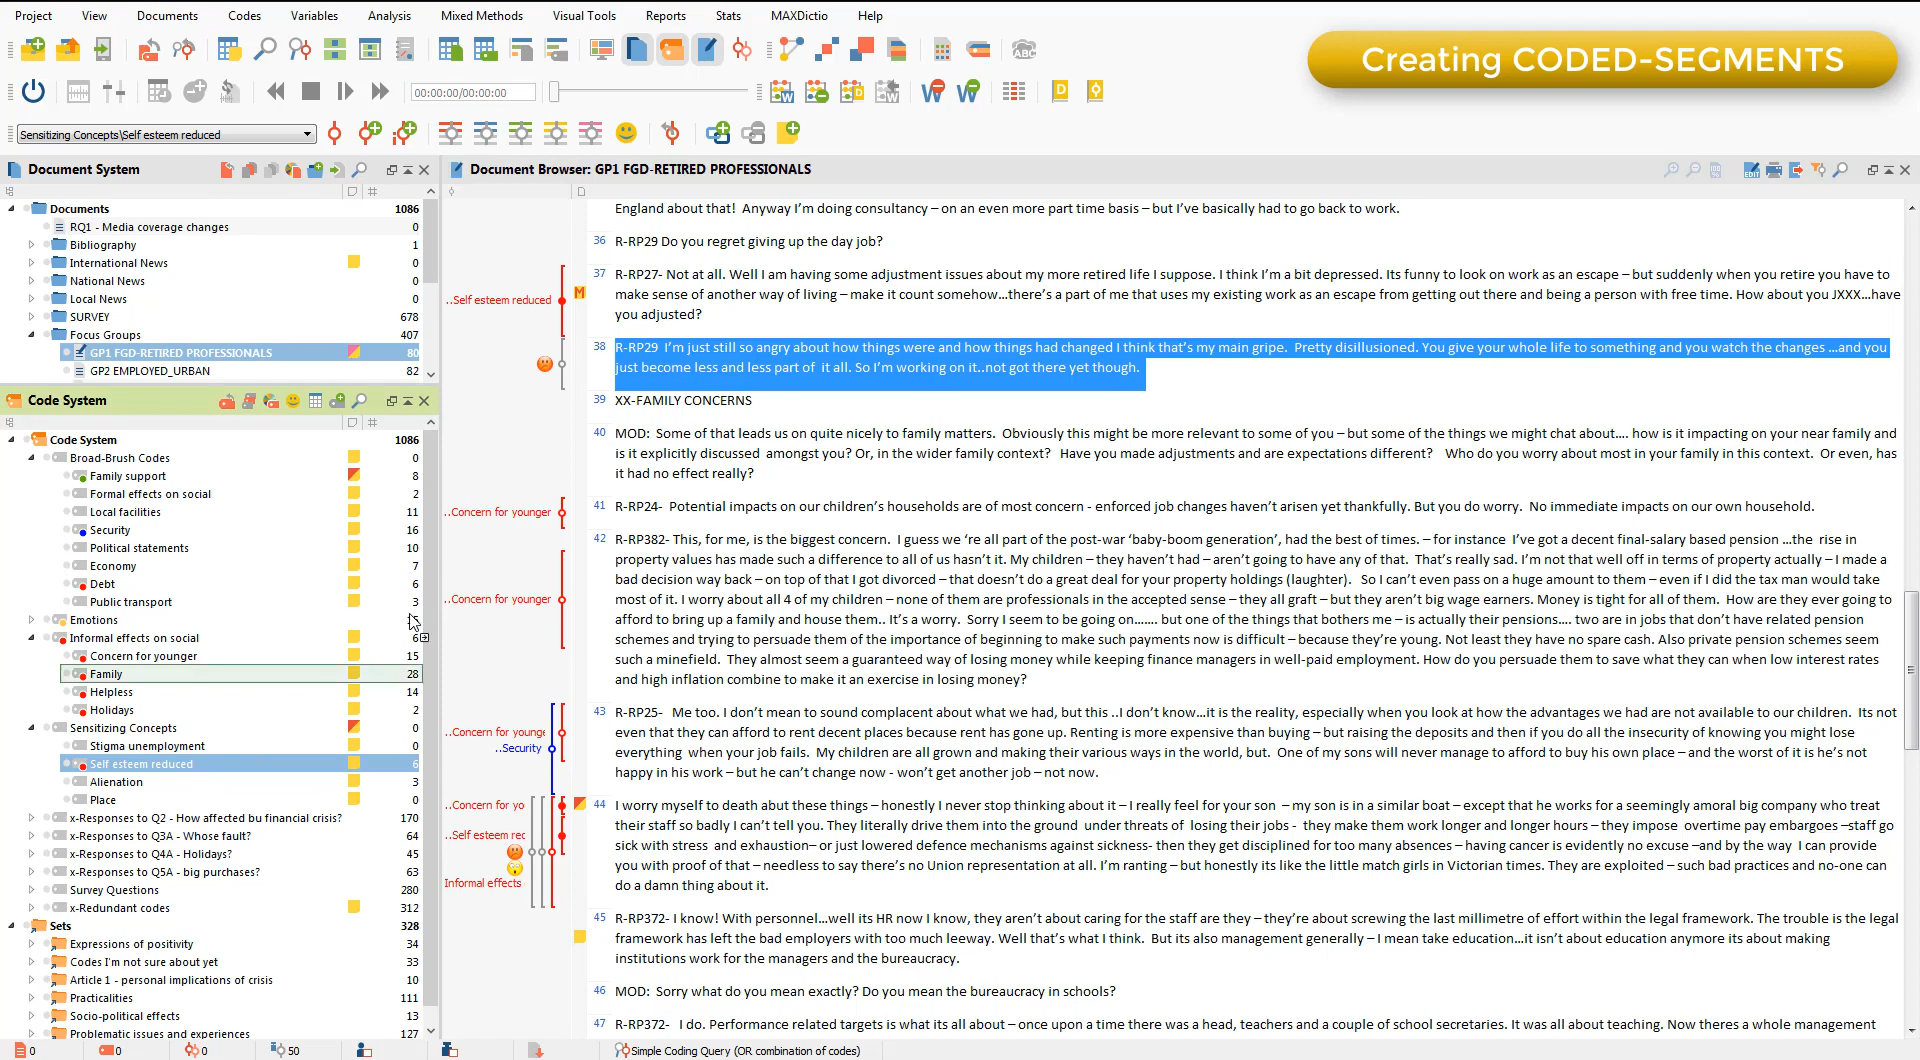 Project View Documents Codes Variables Analysis Mixed Methods Visual Tools Reports Stats MAXDictio Help
Creating CODED-SEGMENTS
00:00:00/00:00:00
Sensitizing Concepts\Self esteem reduced
Document System
Documents 1086
RQ1 - Media coverage changes 0
Bibliography 1
International News 0
National News 0
Local News 0
SURVEY 678
Focus Groups 407
GP1 FGD-RETIRED PROFESSIONALS 80
GP2 EMPLOYED_URBAN 82
Code System
Code System 1086
Broad-Brush Codes 0
Family support 8
Formal effects on social 2
Local facilities 11
Security 16
Political statements 10
Economy 7
Debt 6
Public transport 3
Emotions
Informal effects on social 6
Concern for younger 15
Family 28
Helpless 14
Holidays 2
Sensitizing Concepts 0
Stigma unemployment 0
Self esteem reduced 6
Alienation 3
Place 0
x-Responses to Q2 - How affected bu financial crisis? 170
x-Responses to Q3A - Whose fault? 64
x-Responses to Q4A - Holidays? 45
x-Responses to Q5A - big purchases? 63
Survey Questions 280
x-Redundant codes 312
Sets 328
Expressions of positivity 34
Codes I'm not sure about yet 33
Article 1 - personal implications of crisis 10
Practicalities 111
Socio-political effects 13
Problematic issues and experiences 127
Document Browser: GP1 FGD-RETIRED PROFESSIONALS
England about that! Anyway I'm doing consultancy – on an even more part time basis – but I've basically had to go back to work.
36 R-RP29 Do you regret giving up the day job?
37 R-RP27- Not at all. Well I am having some adjustment issues about my more retired life I suppose. I think I'm a bit depressed. Its funny to look on work as an escape – but suddenly when you retire you have to
make sense of another way of living – make it count somehow...there's a part of me that uses my existing work as an escape from getting out there and being a person with free time. How about you JXXX...have
you adjusted?
..Self esteem reduced
M
38 R-RP29 I'm just still so angry about how things were and how things had changed I think that's my main gripe. Pretty disillusioned. You give your whole life to something and you watch the changes ...and you
just become less and less part of it all. So I'm working on it..not got there yet though.
39 XX-FAMILY CONCERNS
40 MOD: Some of that leads us on quite nicely to family matters. Obviously this might be more relevant to some of you – but some of the things we might chat about.... how is it impacting on your near family and
is it explicitly discussed amongst you? Or, in the wider family context? Have you made adjustments and are expectations different? Who do you worry about most in your family in this context. Or even, has
it had no effect really?
..Concern for younger
41 R-RP24- Potential impacts on our children's households are of most concern - enforced job changes haven't arisen yet thankfully. But you do worry. No immediate impacts on our own household.
42 R-RP382- This, for me, is the biggest concern. I guess we 're all part of the post-war 'baby-boom generation', had the best of times. – for instance I've got a decent final-salary based pension ...the rise in
property values has made such a difference to all of us hasn't it. My children – they haven't had – aren't going to have any of that. That's really sad. I'm not that well off in terms of property actually – I made a
bad decision way back – on top of that I got divorced – that doesn't do a great deal for your property holdings (laughter). So I can't even pass on a huge amount to them – even if I did the tax man would take
..Concern for younger
most of it. I worry about all 4 of my children – none of them are professionals in the accepted sense – they all graft – but they aren't big wage earners. Money is tight for all of them. How are they ever going to
afford to bring up a family and house them.. It's a worry. Sorry I seem to be going on....... but one of the things that bothers me – is actually their pensions.... two are in jobs that don't have related pension
schemes and trying to persuade them of the importance of beginning to make such payments now is difficult – because they're young. Not least they have no spare cash. Also private pension schemes seem
such a minefield. They almost seem a guaranteed way of losing money while keeping finance managers in well-paid employment. How do you persuade them to save what they can when low interest rates
and high inflation combine to make it an exercise in losing money?
43 R-RP25- Me too. I don't mean to sound complacent about what we had, but this ..I don't know...it is the reality, especially when you look at how the advantages we had are not available to our children. Its not
even that they can afford to rent decent places because rent has gone up. Renting is more expensive than buying – but raising the deposits and then if you do all the insecurity of knowing you might lose
everything when your job fails. My children are all grown and making their various ways in the world, but. One of my sons will never manage to afford to buy his own place – and the worst of it is he's not
happy in his work – but he can't change now - won't get another job – not now.
..Concern for younge
..Security
44 I worry myself to death abut these things – honestly I never stop thinking about it – I really feel for your son – my son is in a similar boat – except that he works for a seemingly amoral big company who treat
their staff so badly I can't tell you. They literally drive them into the ground under threats of losing their jobs - they make them work longer and longer hours – they impose overtime pay embargoes –staff go
sick with stress and exhaustion– or just lowered defence mechanisms against sickness- then they get disciplined for too many absences – having cancer is evidently no excuse –and by the way I can provide
you with proof of that – needless to say there's no Union representation at all. I'm ranting – but honestly its like the little match girls in Victorian times. They are exploited – such bad practices and no-one can
do a damn thing about it.
..Concern for yo
..Self esteem rec
Informal effects
45 R-RP372- I know! With personnel...well its HR now I know, they aren't about caring for the staff are they – they're about screwing the last millimetre of effort within the legal framework. The trouble is the legal
framework has left the bad employers with too much leeway. Well that's what I think. But its also management generally – I mean take education...it isn't about education anymore its about making
institutions work for the managers and the bureaucracy.
46 MOD: Sorry what do you mean exactly? Do you mean the bureaucracy in schools?
47 R-RP372- I do. Performance related targets is what its all about – once upon a time there was a head, teachers and a couple of school secretaries. It was all about teaching. Now theres a whole management
0 0 0 50 Simple Coding Query (OR combination of codes)